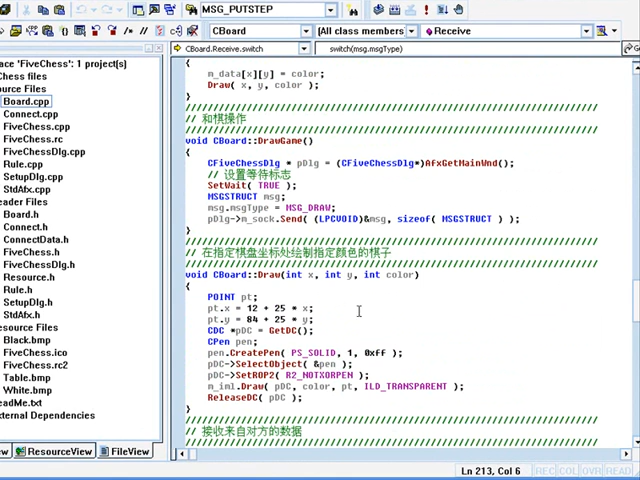 MSG_PUTSTEP
CBoard
(All class members)
Receive
CBoard.Receive.switch
switch(msg.msgType)
ace 'FiveChess': 1 project(s)
Chess files
ource Files
Board.cpp
Connect.cpp
FiveChess.cpp
FiveChess.rc
FiveChessDlg.cpp
Rule.cpp
SetupDlg.cpp
StdAfx.cpp
eader Files
Board.h
Connect.h
ConnectData.h
FiveChess.h
FiveChessDlg.h
Resource.h
Rule.h
SetupDlg.h
StdAfx.h
esource Files
Black.bmp
FiveChess.ico
FiveChess.rc2
Table.bmp
White.bmp
eadMe.txt
xternal Dependencies
ResourceView
FileView
{
m_data[x][y] = color;
Draw( x, y, color );
}
// 和棋操作
void CBoard::DrawGame()
{
CFiveChessDlg * pDlg = (CFiveChessDlg*)AfxGetMainWnd();
// 设置等待标志
SetWait( TRUE );
MSGSTRUCT msg;
msg.msgType = MSG_DRAW;
pDlg->m_sock.Send( (LPCVOID)&msg, sizeof( MSGSTRUCT ) );
}
// 在指定棋盘坐标处绘制指定颜色的棋子
void CBoard::Draw(int x, int y, int color)
{
POINT pt;
pt.x = 12 + 25 * x;
pt.y = 84 + 25 * y;
CDC *pDC = GetDC();
CPen pen;
pen.CreatePen( PS_SOLID, 1, 0xff );
pDC->SelectObject( &pen );
pDC->SetROP2( R2_NOTXORPEN );
m_iml.Draw( pDC, color, pt, ILD_TRANSPARENT );
ReleaseDC( pDC );
}
// 接收来自对方的数据
Ln 213, Col 6
REC COL OVR READ